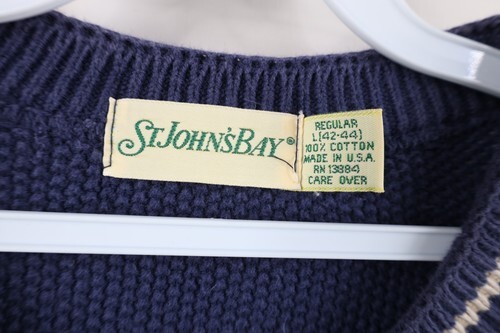 ST. JOHN'S BAY®
REGULAR
L(42-44)
100% COTTON
MADE IN U.S.A.
RN 13884
CARE OVER